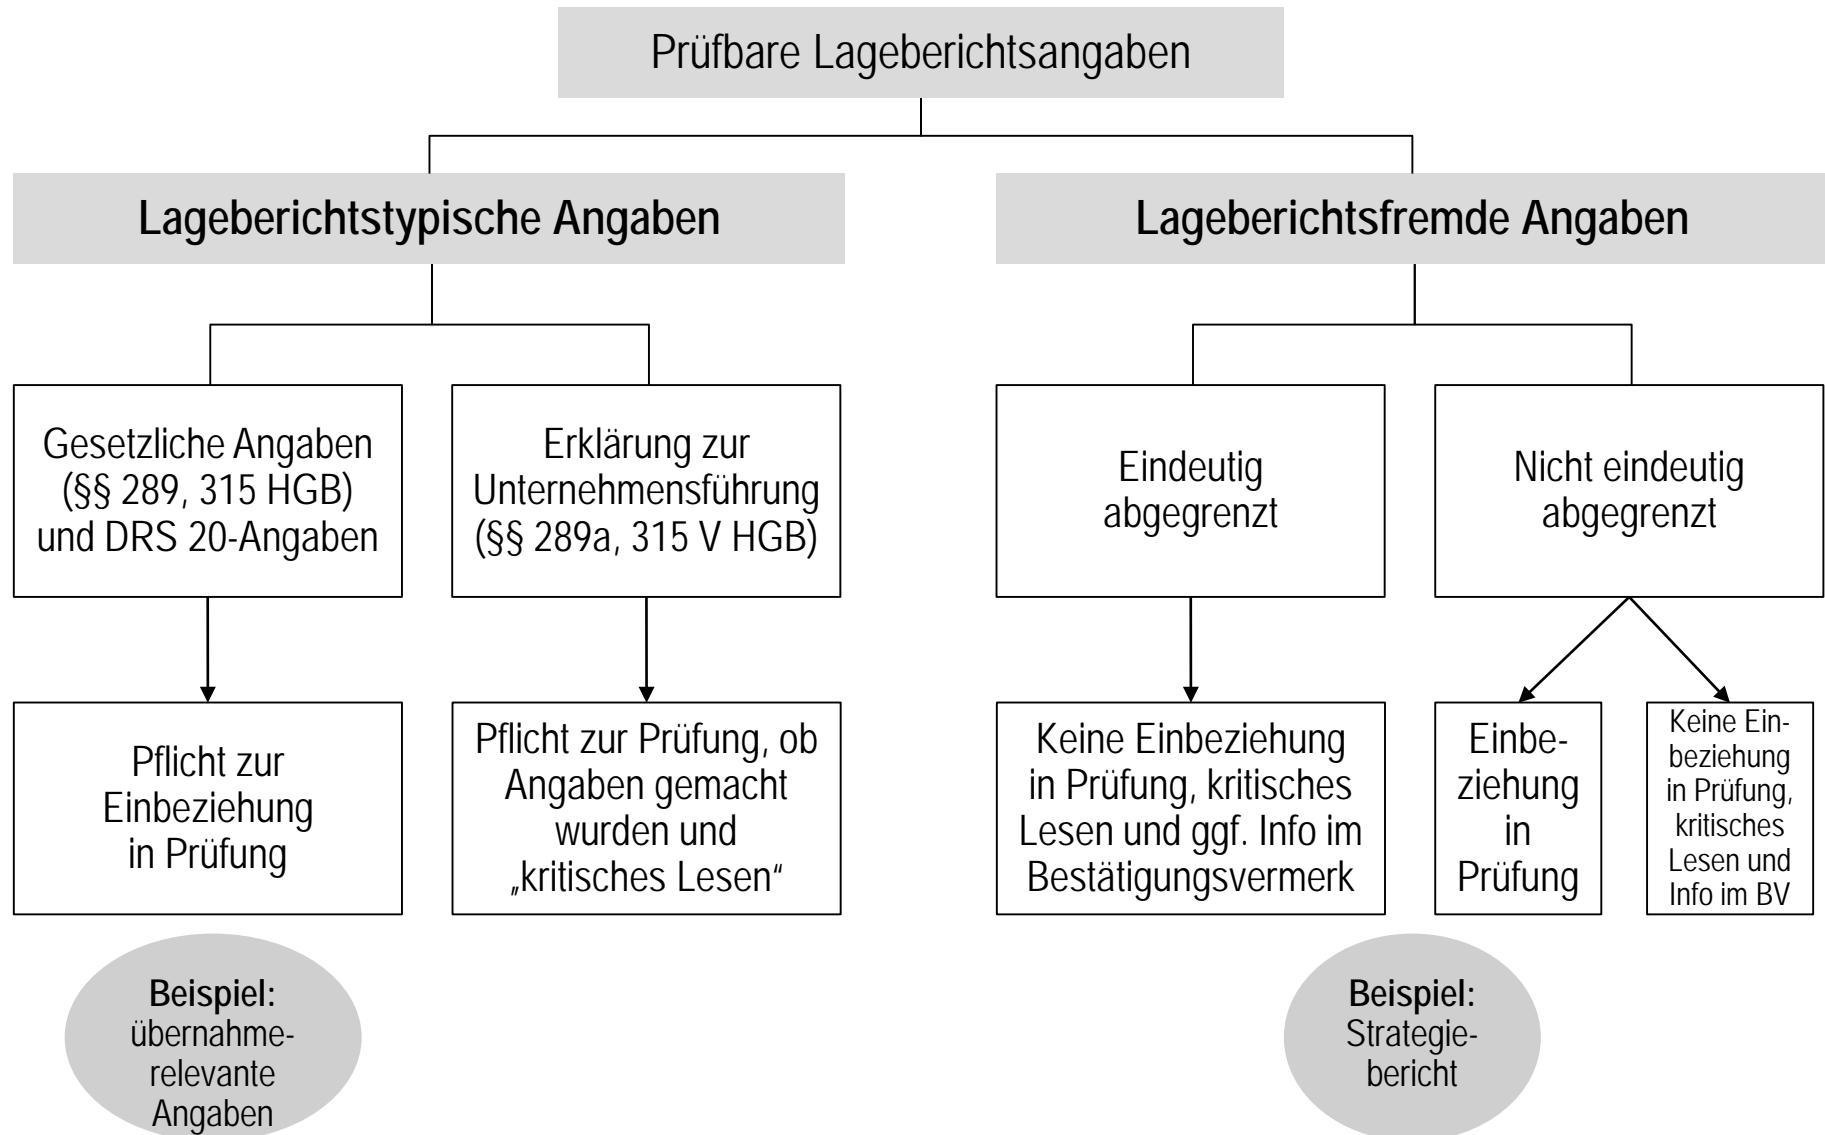 Prüfbare Lageberichtsangaben
Lageberichtstypische Angaben
Lageberichtsfremde Angaben
Gesetzliche Angaben
(§§ 289, 315 HGB)
und DRS 20-Angaben
Erklärung zur
Unternehmensführung
(§§ 289a, 315 V HGB)
Eindeutig
abgegrenzt
Nicht eindeutig
abgegrenzt
Pflicht zur
Einbeziehung
in Prüfung
Pflicht zur Prüfung, ob
Angaben gemacht
wurden und
„kritisches Lesen“
Keine Einbeziehung
in Prüfung, kritisches
Lesen und ggf. Info im
Bestätigungsvermerk
Einbe-
ziehung
in
Prüfung
Keine Ein-
beziehung
in Prüfung,
kritisches
Lesen und
Info im BV
Beispiel:
übernahme-
relevante
Angaben
Beispiel:
Strategie-
bericht